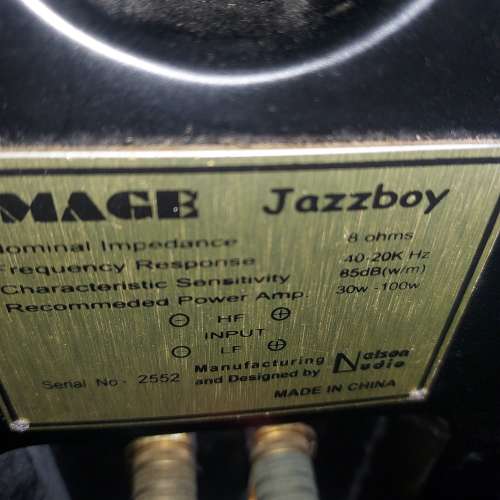 MAGE Jazzboy
Nominal Impedance 8 ohms
Frequency Response 40-20K Hz
Characteristic Sensitivity 85dB(w/m)
Recommeded Power Amp. 30w -100w
⊖ HF ⊕
INPUT
⊖ LF ⊕
Manufacturing and Designed by Nelson Audio
Serial No - 2552
MADE IN CHINA